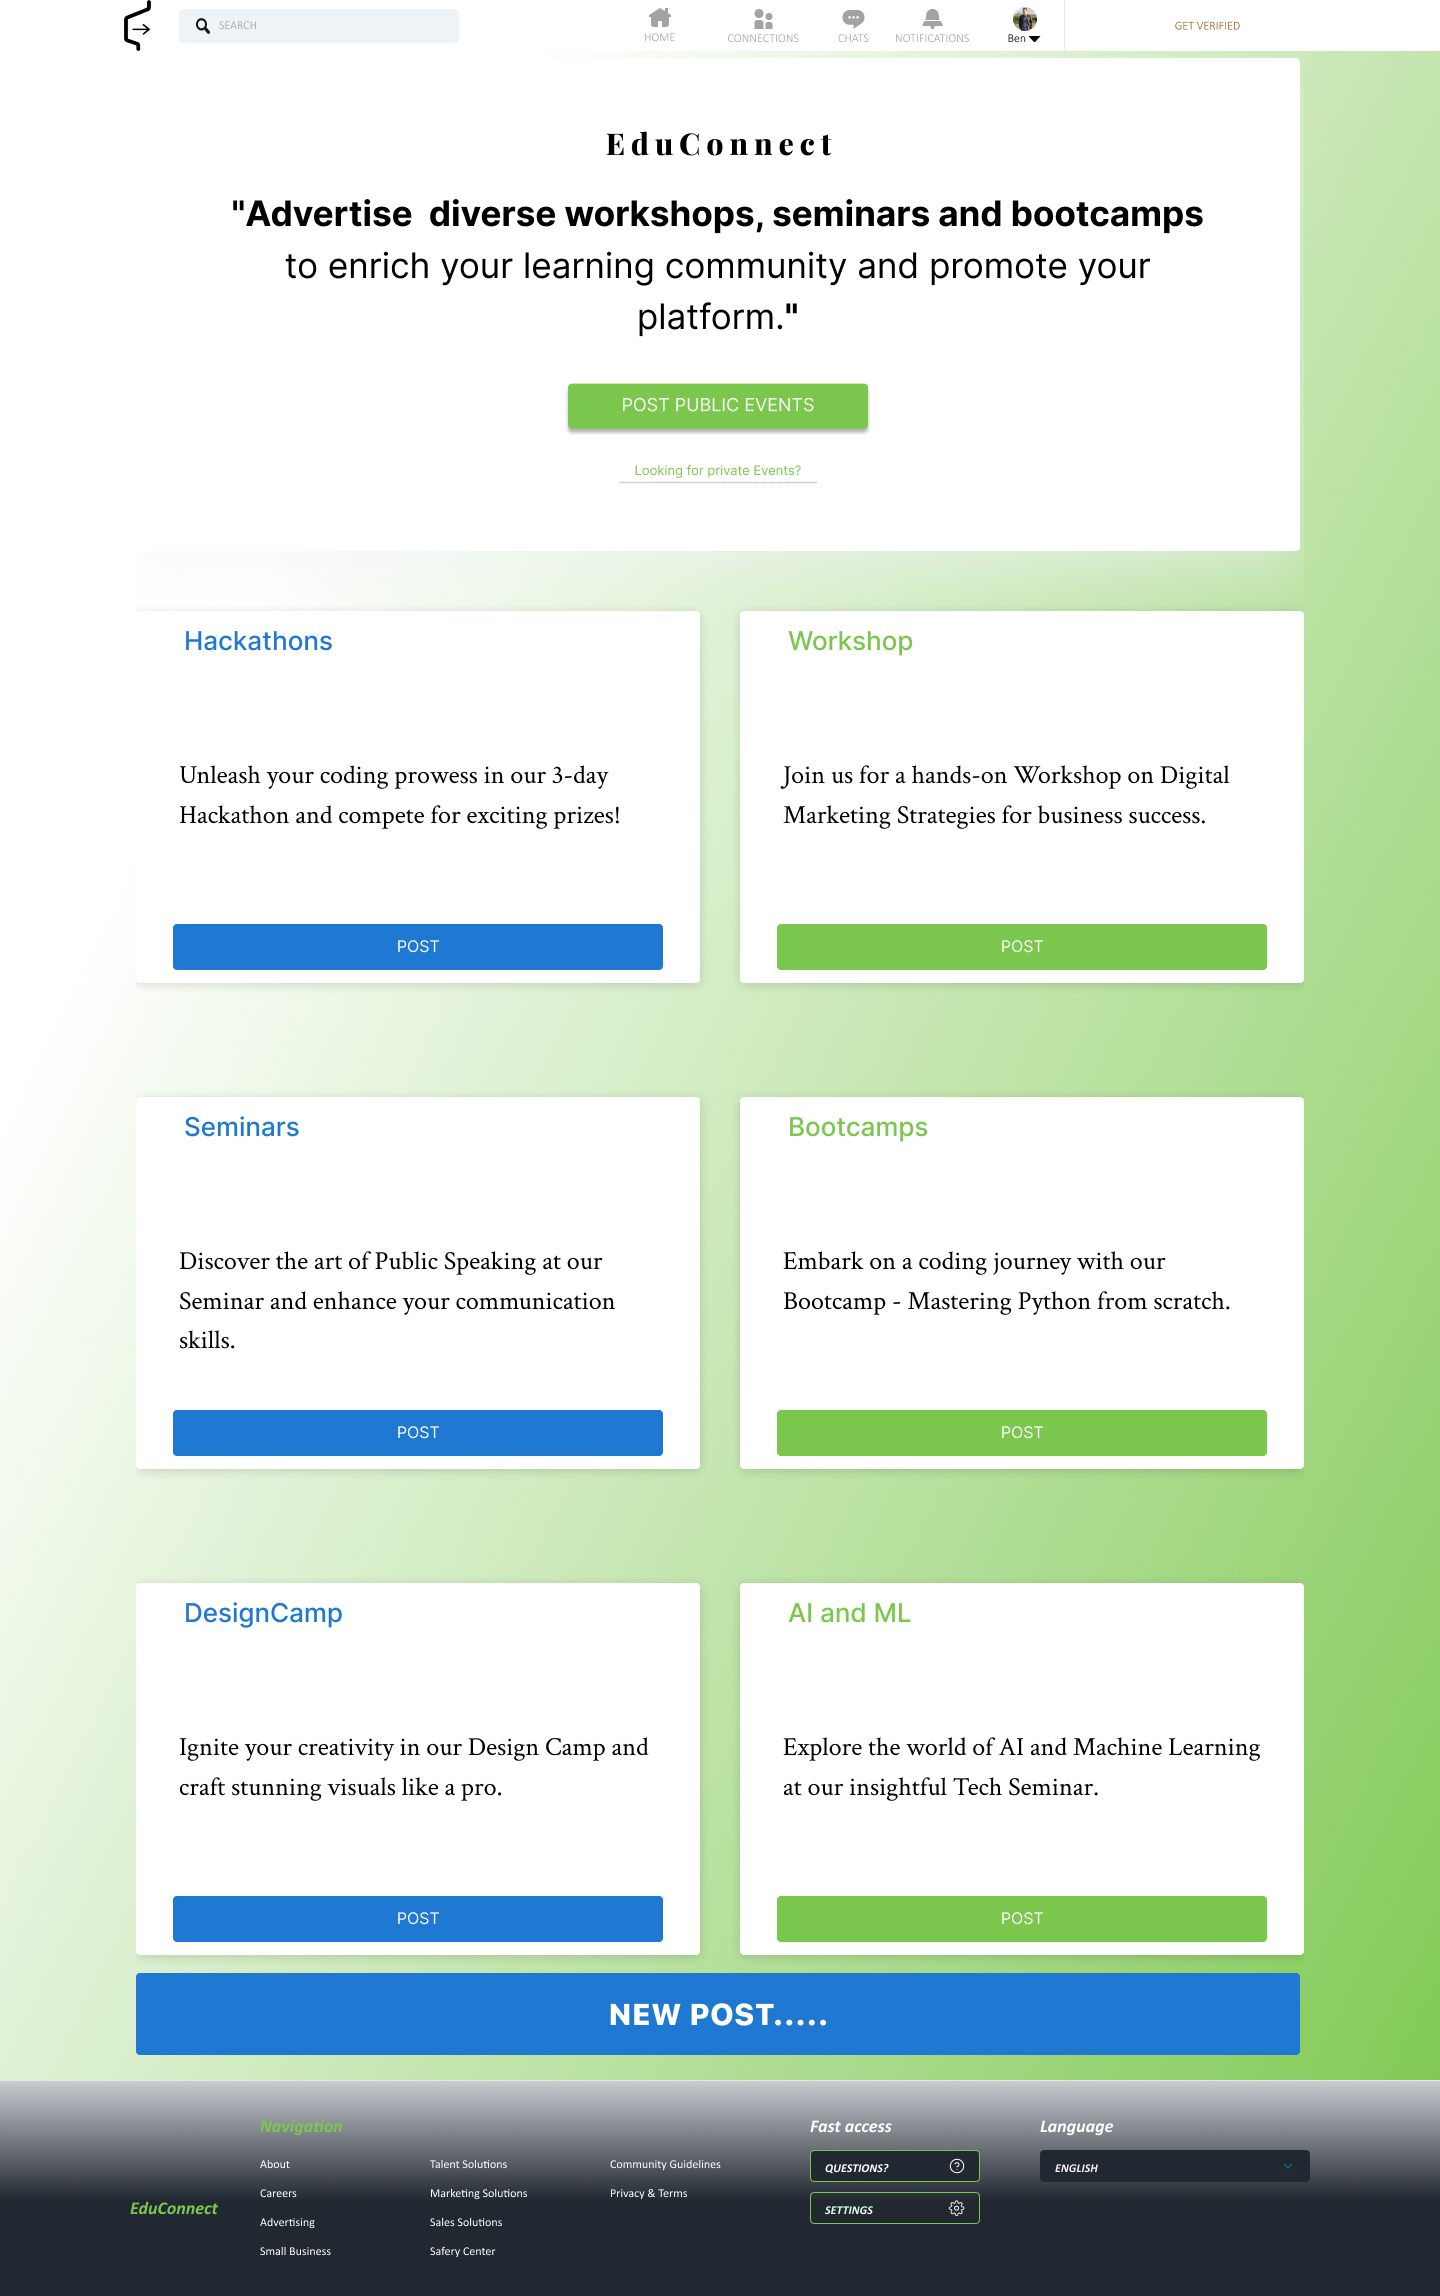 SEARCH
HOME
CONNECTIONS
CHATS
NOTIFICATIONS
Ben
GET VERIFIED
EduConnect
"Advertise  diverse workshops, seminars and bootcamps
to enrich your learning community and promote your
platform."
POST PUBLIC EVENTS
Looking for private Events?
Hackathons
Unleash your coding prowess in our 3-day
Hackathon and compete for exciting prizes!
POST
Workshop
Join us for a hands-on Workshop on Digital
Marketing Strategies for business success.
POST
Seminars
Discover the art of Public Speaking at our
Seminar and enhance your communication
skills.
POST
Bootcamps
Embark on a coding journey with our
Bootcamp - Mastering Python from scratch.
POST
DesignCamp
Ignite your creativity in our Design Camp and
craft stunning visuals like a pro.
POST
AI and ML
Explore the world of AI and Machine Learning
at our insightful Tech Seminar.
POST
NEW POST.....
EduConnect
Navigation
About
Careers
Advertising
Small Business
Talent Solutions
Marketing Solutions
Sales Solutions
Safery Center
Community Guidelines
Privacy & Terms
Fast access
QUESTIONS?
SETTINGS
Language
ENGLISH